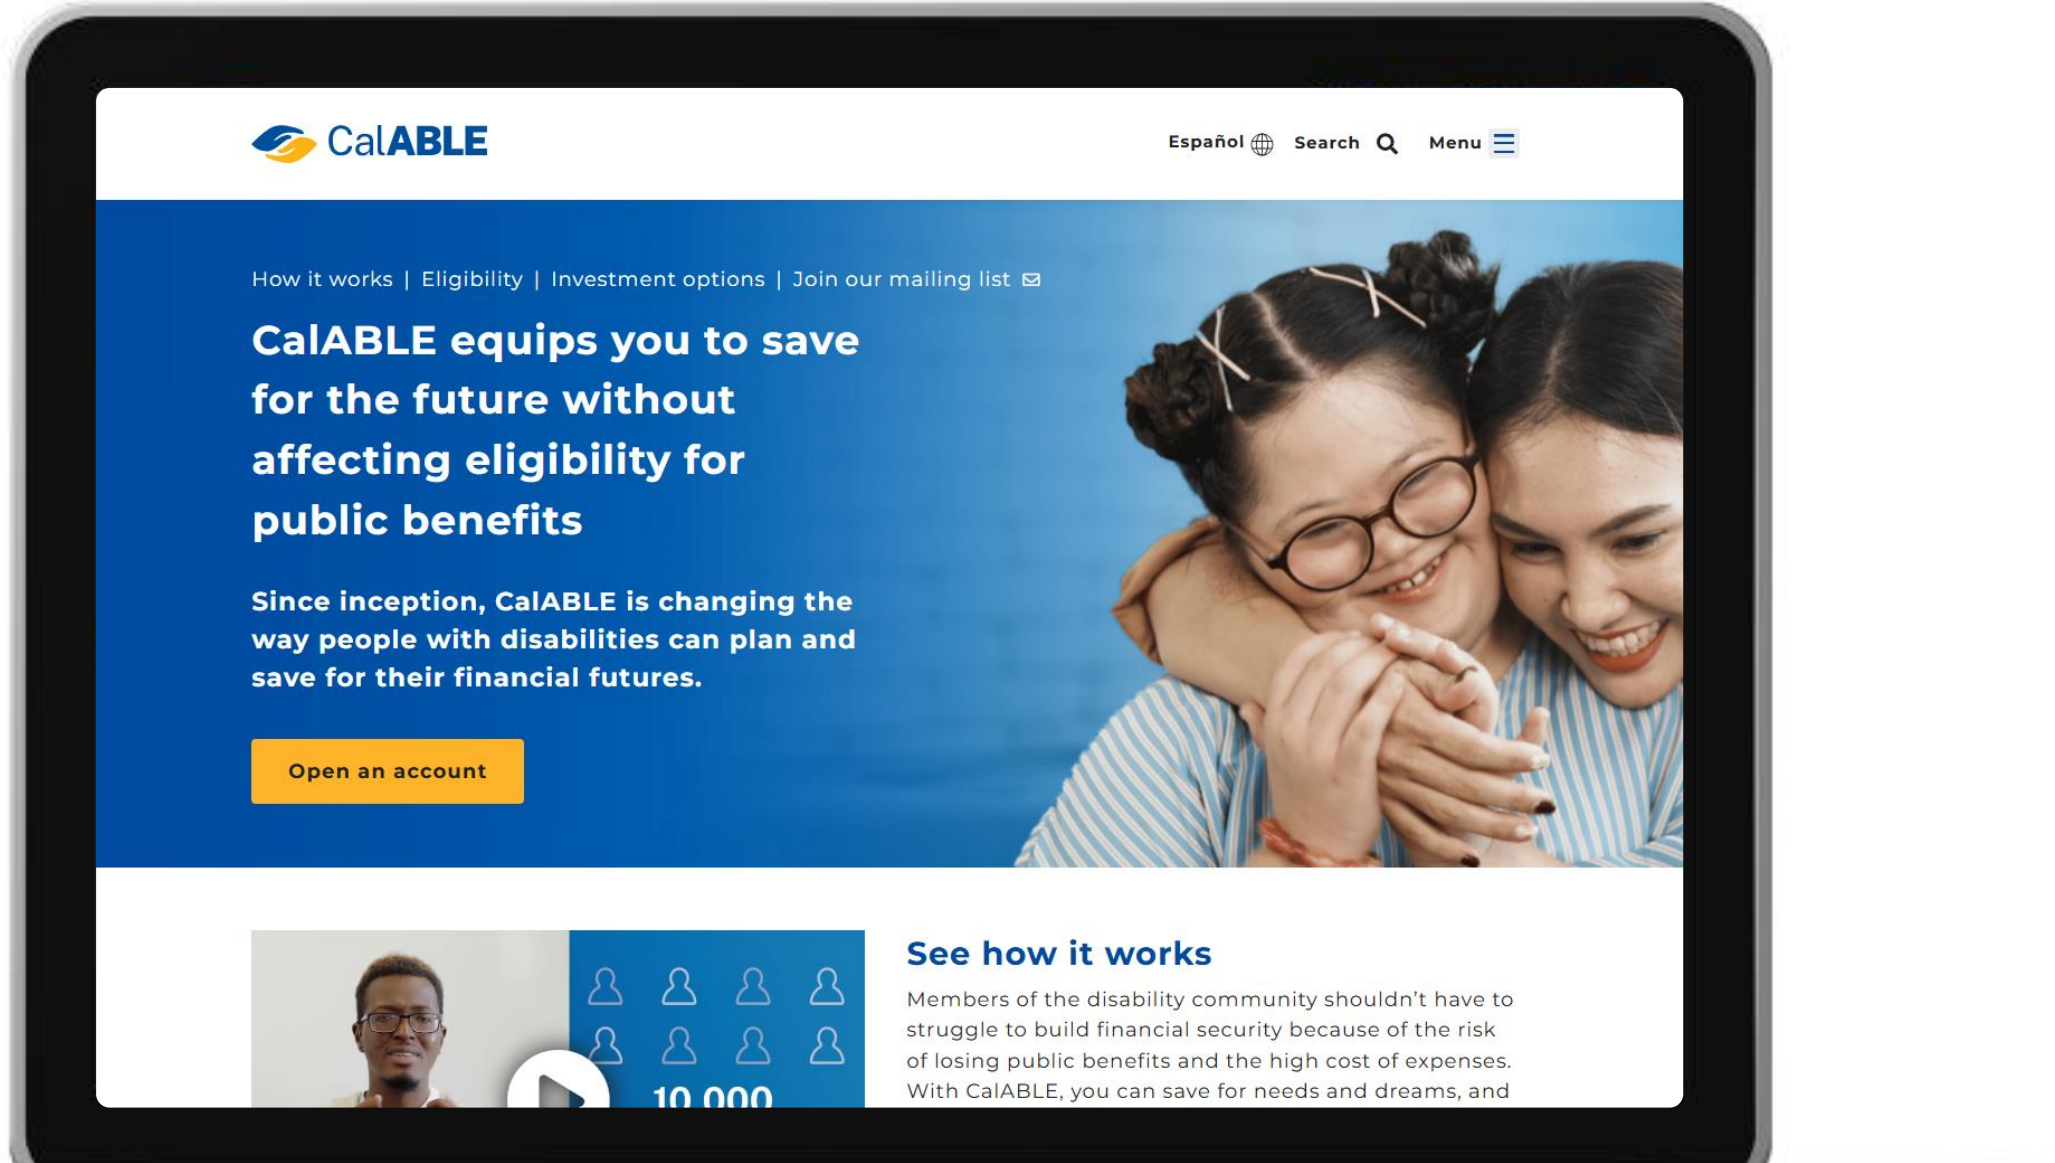 CalABLE
Español Search Menu
How it works | Eligibility | Investment options | Join our mailing list
CalABLE equips you to save
for the future without
affecting eligibility for
public benefits
Since inception, CalABLE is changing the
way people with disabilities can plan and
save for their financial futures.
Open an account
10,000
See how it works
Members of the disability community shouldn’t have to
struggle to build financial security because of the risk
of losing public benefits and the high cost of expenses.
With CalABLE, you can save for needs and dreams, and